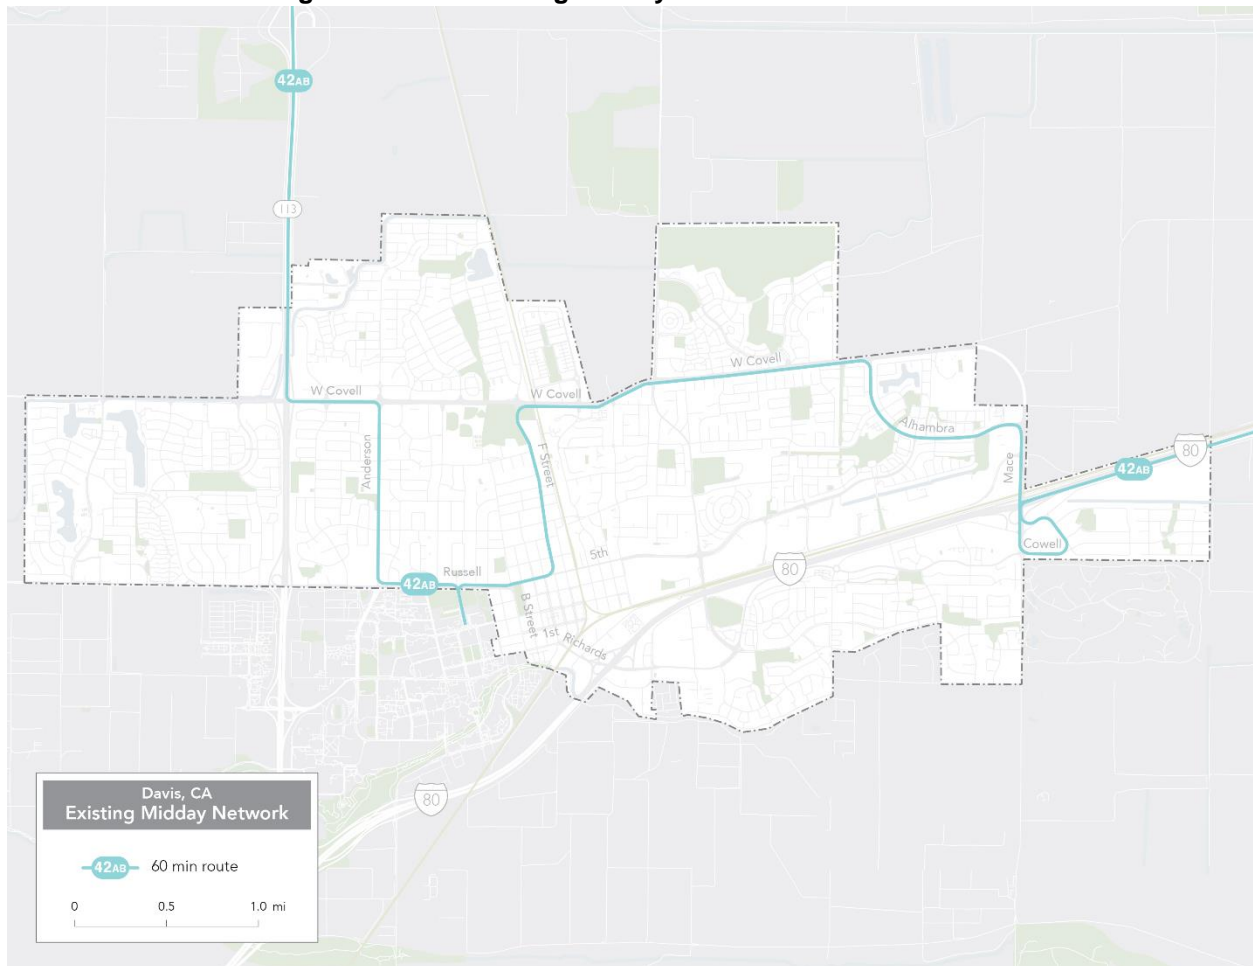 42AB
113
W Covell
W Covell
W Covell
Alhambra
Anderson
F Street
Mace
80
42AB
5th
Cowell
Russell
80
42AB
B Street
1st
Richards
80
Davis, CA
Existing Midday Network
42AB 60 min route
0 0.5 1.0 mi